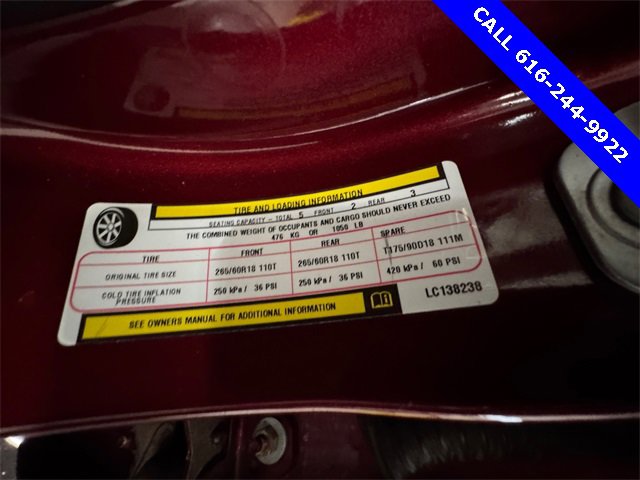 CALL 616-244-9922
TIRE AND LOADING INFORMATION
SEATING CAPACITY - TOTAL 5 FRONT 2 REAR 3
THE COMBINED WEIGHT OF OCCUPANTS AND CARGO SHOULD NEVER EXCEED
476 KG OR 1050 LB
TIRE FRONT REAR SPARE
ORIGINAL TIRE SIZE 265/60R18 110T 265/60R18 110T T175/90D18 111M
COLD TIRE INFLATION PRESSURE 250 kPa / 36 PSI 250 kPa / 36 PSI 420 kPa / 60 PSI
SEE OWNERS MANUAL FOR ADDITIONAL INFORMATION
LC138238